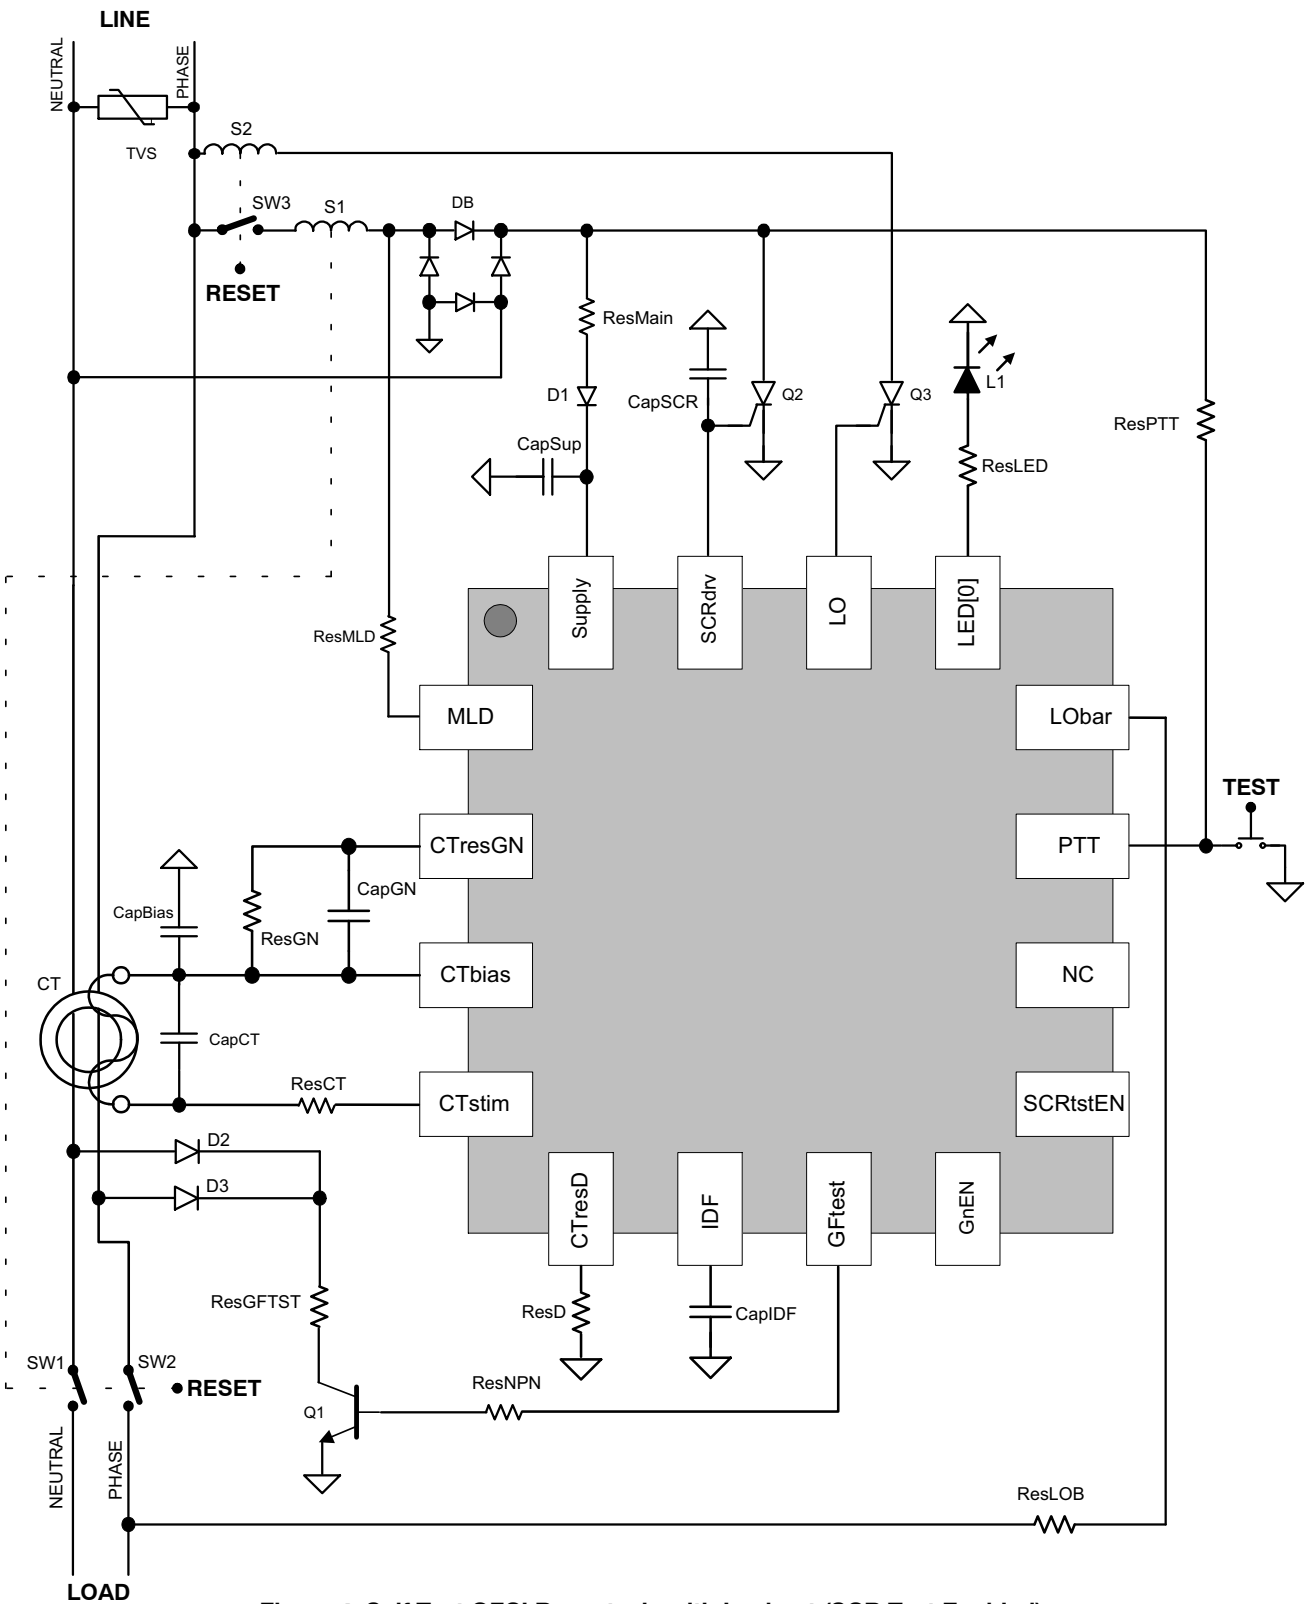 LINE
NEUTRAL
PHASE
TVS
S2
SW3
S1
DB
RESET
ResMain
D1
CapSCR
Q2
Q3
L1
ResPTT
CapSup
ResLED
Supply
SCRdrv
LO
LED[0]
ResMLD
MLD
LObar
TEST
CTresGN
PTT
CapGN
CapBias
ResGN
CT
CTbias
NC
CapCT
ResCT
CTstim
SCRtstEN
D2
D3
CTresD
IDF
GFtest
GnEN
ResGFTST
ResD
CapIDF
SW1
SW2
RESET
ResNPN
Q1
NEUTRAL
PHASE
ResLOB
LOAD